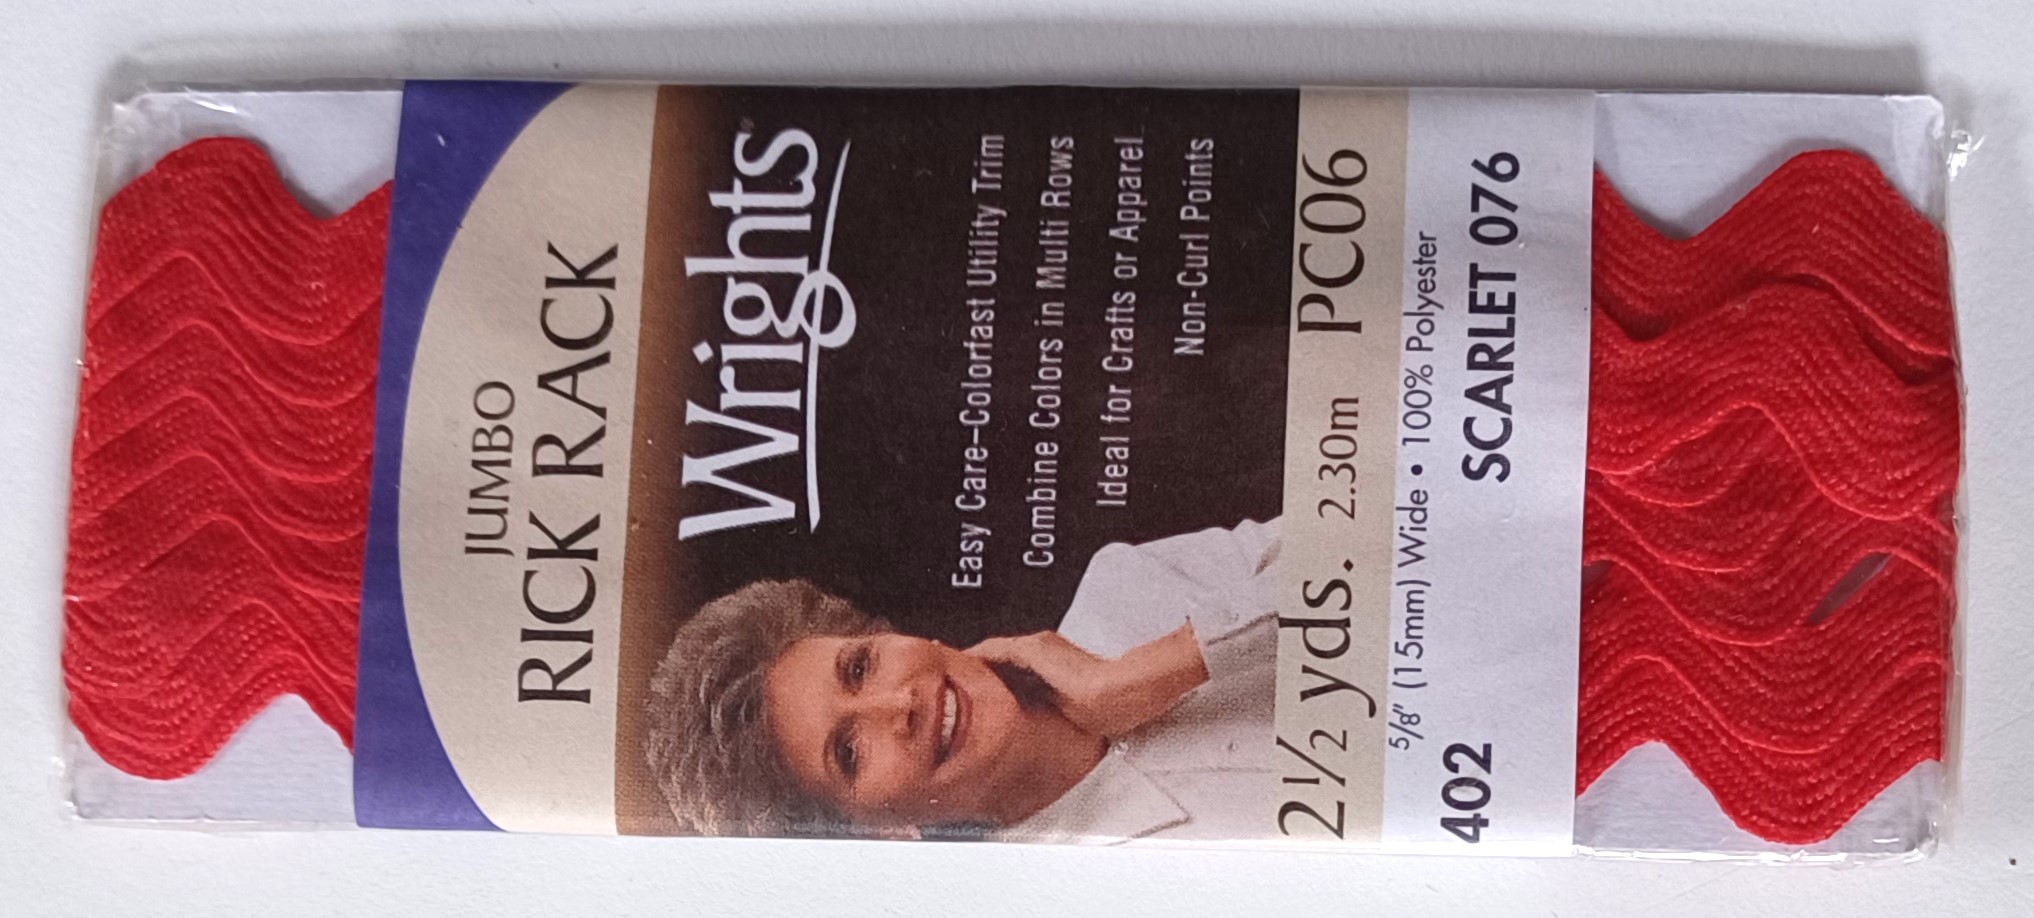 JUMBO
RICK RACK
Wrights®
Easy Care–Colorfast Utility Trim
Combine Colors in Multi Rows
Ideal for Crafts or Apparel
Non-Curl Points
2½ yds. 2.30m PC06
5/8" (15mm) Wide • 100% Polyester
402 SCARLET 076